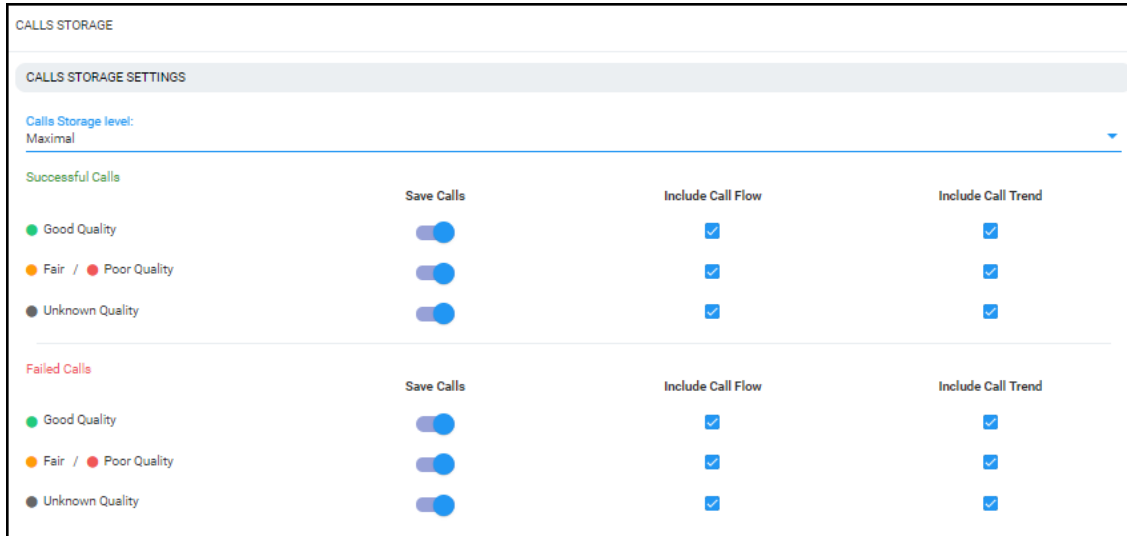 CALLS STORAGE
CALLS STORAGE SETTINGS
Calls Storage level:
Maximal
Successful Calls
Save Calls Include Call Flow Include Call Trend
Good Quality
Fair / Poor Quality
Unknown Quality
Failed Calls
Save Calls Include Call Flow Include Call Trend
Good Quality
Fair / Poor Quality
Unknown Quality